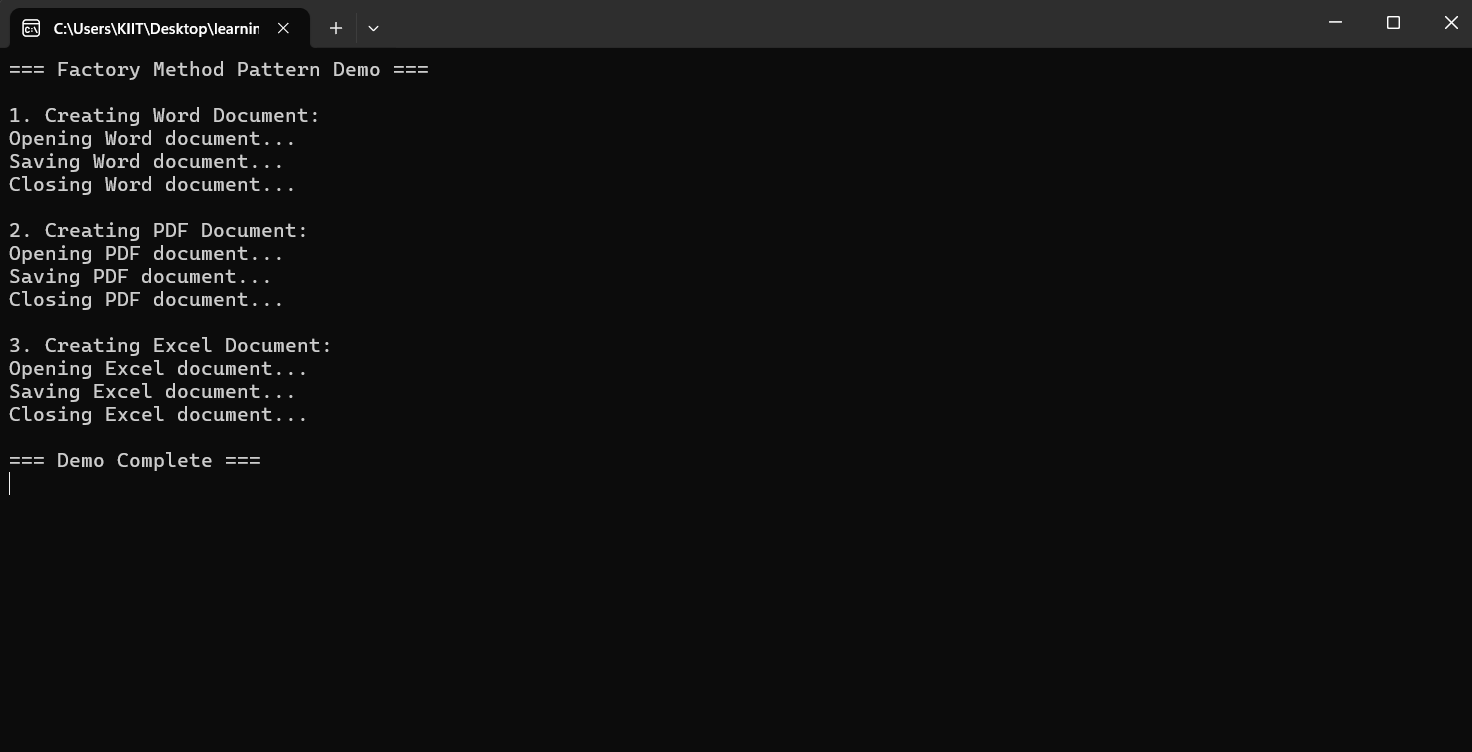 C:\Users\KIIT\Desktop\learnin
=== Factory Method Pattern Demo ===
1. Creating Word Document:
Opening Word document...
Saving Word document...
Closing Word document...
2. Creating PDF Document:
Opening PDF document...
Saving PDF document...
Closing PDF document...
3. Creating Excel Document:
Opening Excel document...
Saving Excel document...
Closing Excel document...
=== Demo Complete ===